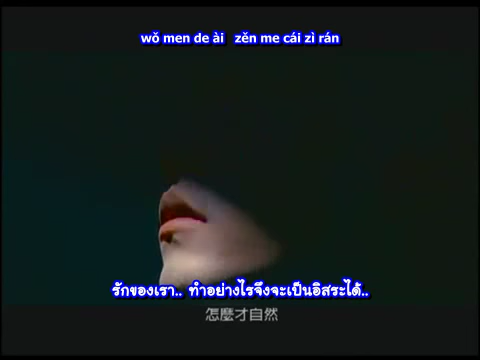 wǒ men de ài zěn me cái zì rán
รักของเรา.. ทำอย่างไรจึงจะเป็นอิสระได้..
怎麼才自然